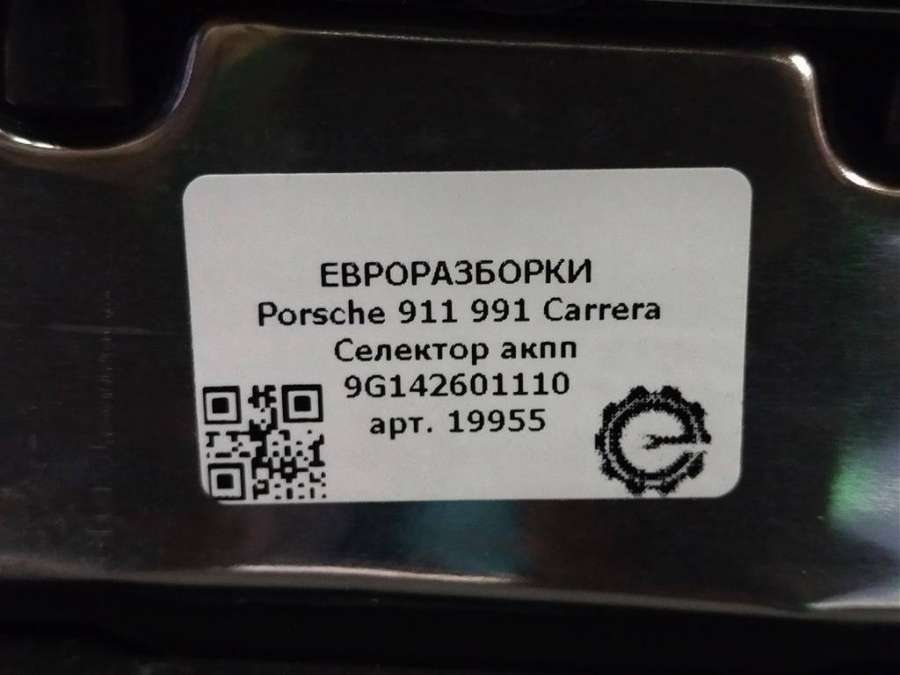 ЕВРОРАЗБОРКИ
Porsche 911 991 Carrera
Селектор акпп
9G142601110
арт. 19955